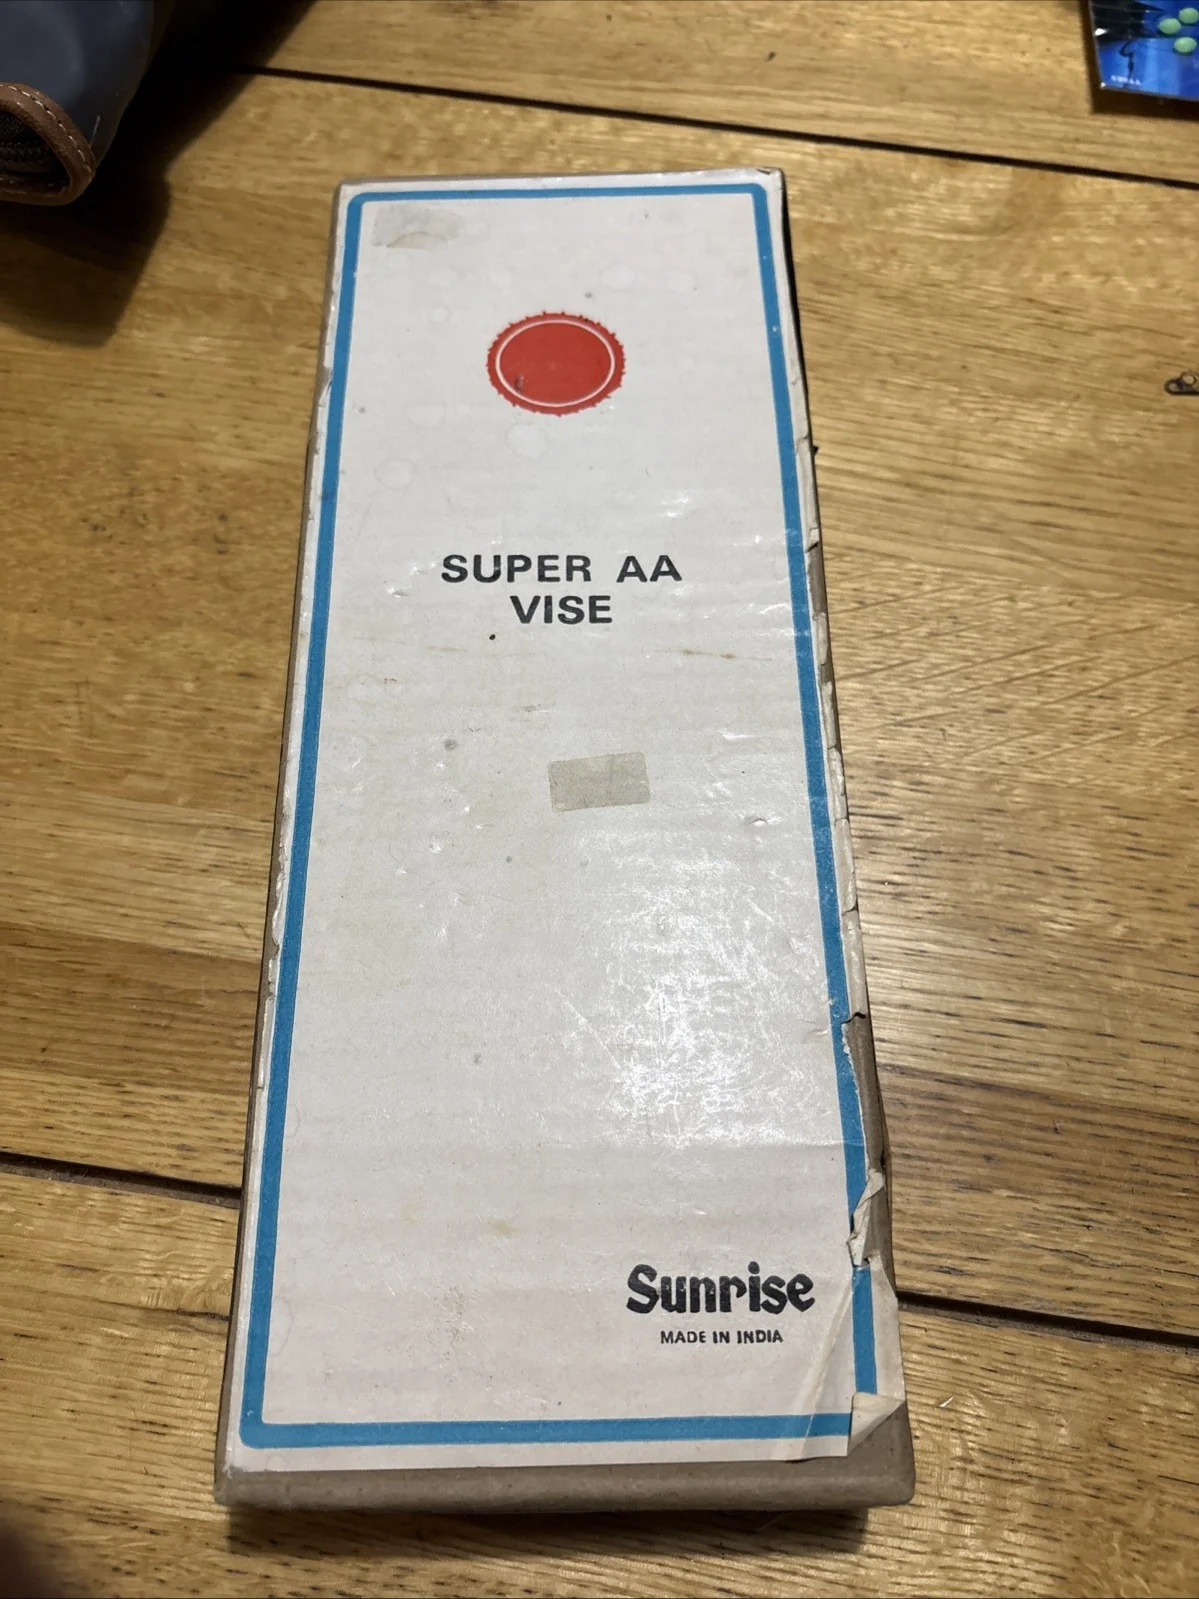 SUPER AA
VISE
Sunrise
MADE IN INDIA